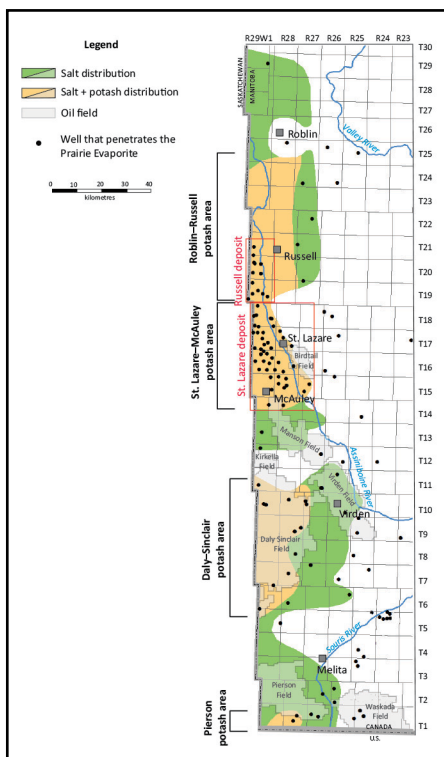 R29W1 R28 R27 R26 R25 R24 R23
Legend
Salt distribution
Salt + potash distribution
Oil field
Well that penetrates the
Prairie Evaporite
0 10 20 30 40
kilometres
SASKATCHEWAN
MANITOBA
T30
T29
T28
T27
T26
T25
T24
T23
T22
T21
T20
T19
T18
T17
T16
T15
T14
T13
T12
T11
T10
T9
T8
T7
T6
T5
T4
T3
T2
T1
Roblin
Valley River
Roblin–Russell
potash area
Russell deposit
Russell
St. Lazare–McAuley
potash area
St. Lazare deposit
St. Lazare
Birdtail
Field
McAuley
Manson Field
Assiniboine River
Kirkella
Field
Virden Field
Virden
Daly–Sinclair
potash area
Daly Sinclair
Field
Souris River
Melita
Pierson
Field
Waskada
Field
Pierson
potash area
CANADA
U.S.